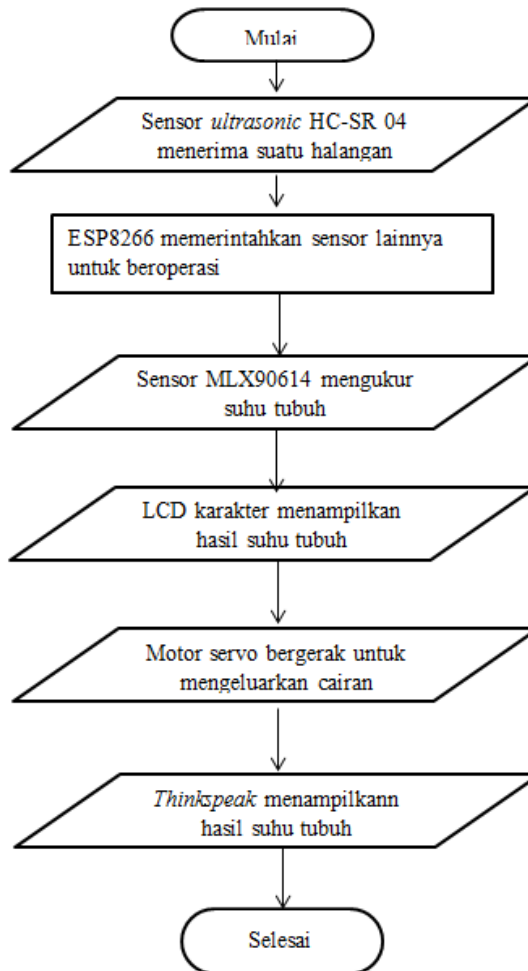 Mulai
Sensor ultrasonic HC-SR 04
menerima suatu halangan
ESP8266 memerintahkan sensor lainnya
untuk beroperasi
Sensor MLX90614 mengukur
suhu tubuh
LCD karakter menampilkan
hasil suhu tubuh
Motor servo bergerak untuk
mengeluarkan cairan
Thinkspeak menampilkann
hasil suhu tubuh
Selesai